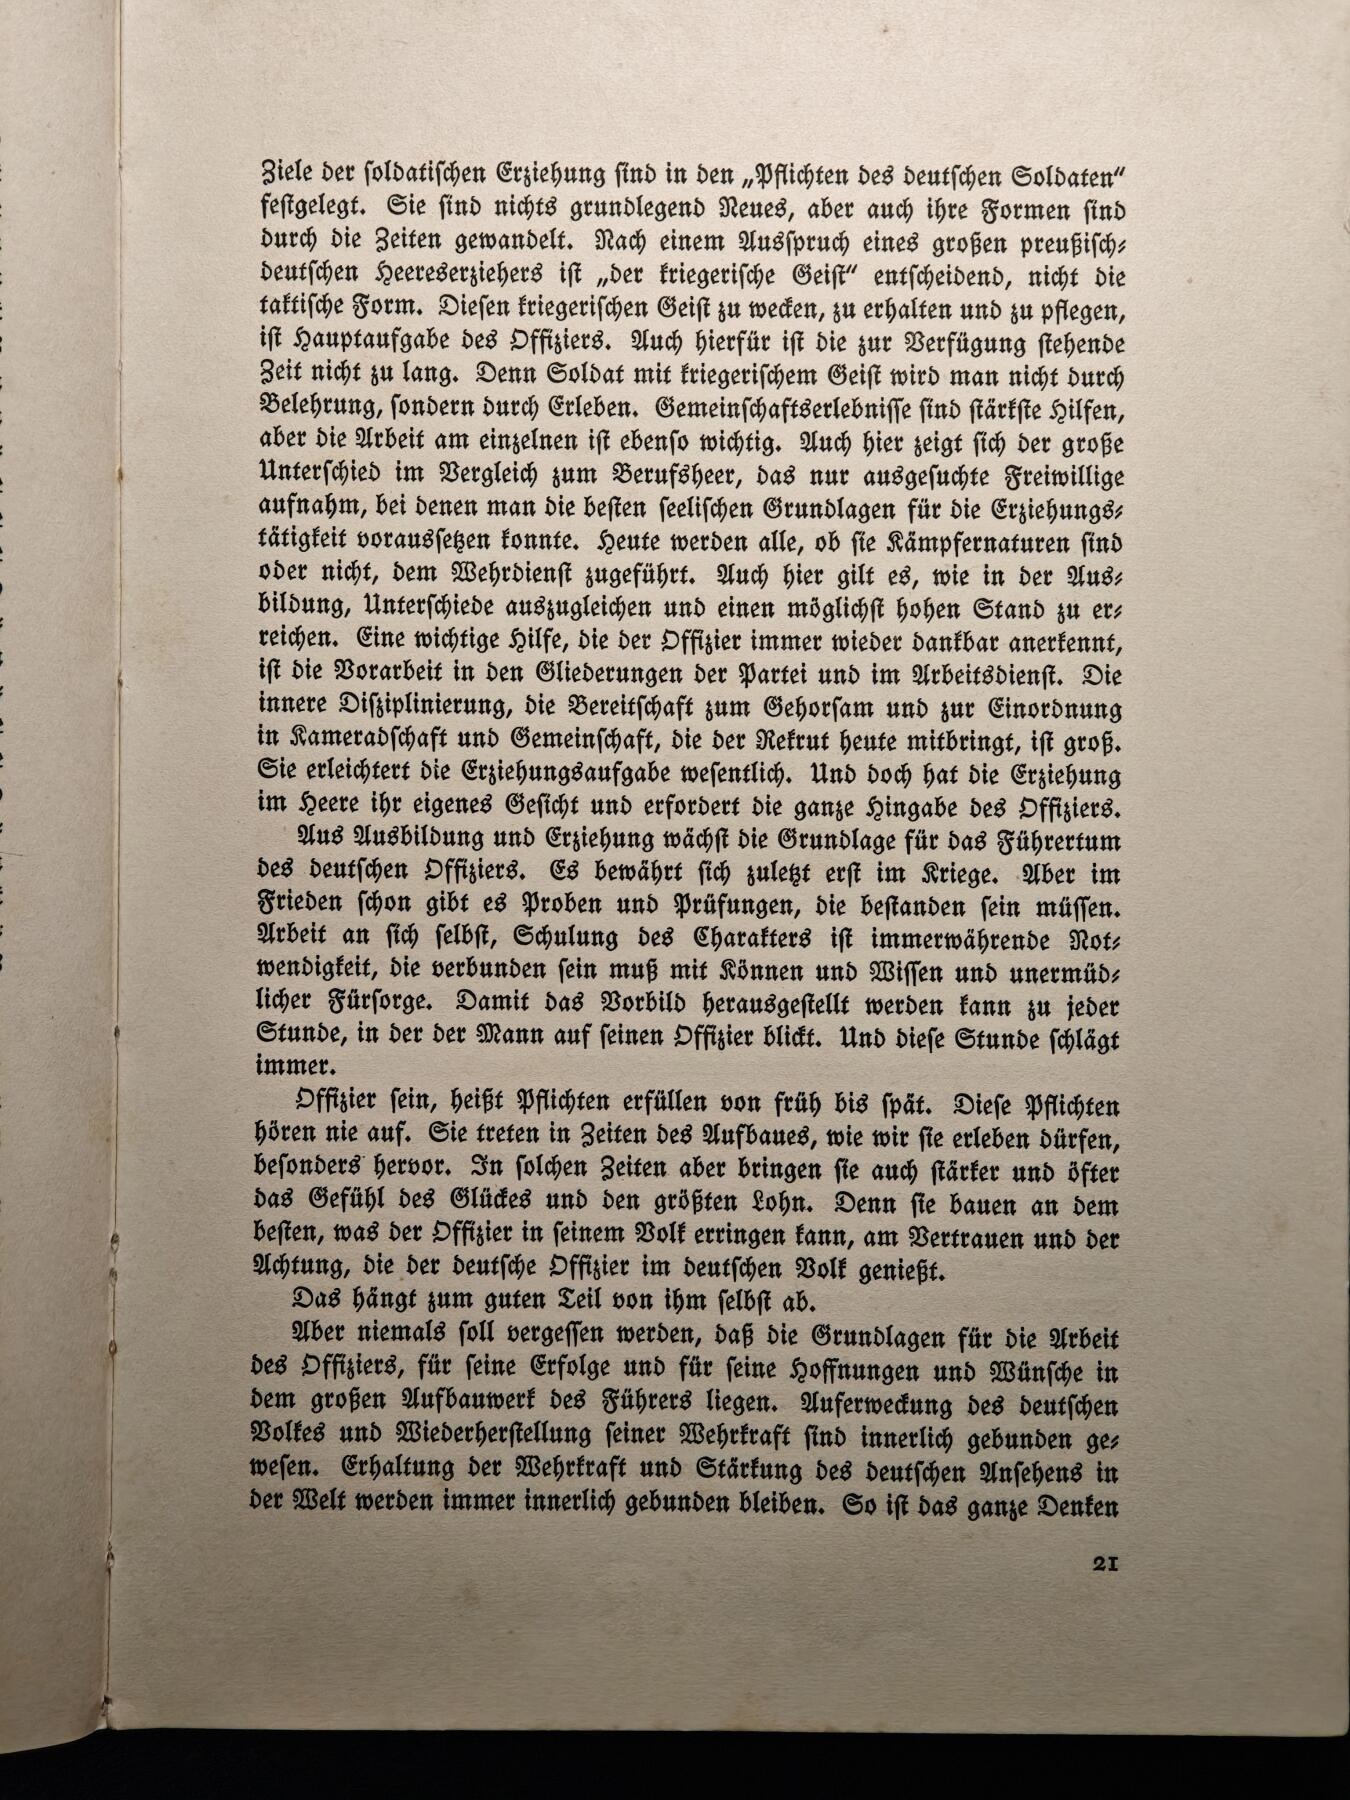 Ziele der soldatischen Erziehung sind in den „Pflichten des deutschen Soldaten“
festgelegt. Sie sind nichts grundlegend Neues, aber auch ihre Formen sind
durch die Zeiten gewandelt. Nach einem Ausspruch eines großen preußisch-
deutschen Heereserziehers ist „der kriegerische Geist“ entscheidend, nicht die
taktische Form. Diesen kriegerischen Geist zu wecken, zu erhalten und zu pflegen,
ist Hauptaufgabe des Offiziers. Auch hierfür ist die zur Verfügung stehende
Zeit nicht zu lang. Denn Soldat mit kriegerischem Geist wird man nicht durch
Belehrung, sondern durch Erleben. Gemeinschaftserlebnisse sind stärkste Hilfen,
aber die Arbeit am einzelnen ist ebenso wichtig. Auch hier zeigt sich der große
Unterschied im Vergleich zum Berufsheer, das nur ausgesuchte Freiwillige
aufnahm, bei denen man die besten seelischen Grundlagen für die Erziehungs-
tätigkeit voraussetzen konnte. Heute werden alle, ob sie Kämpfernaturen sind
oder nicht, dem Wehrdienst zugeführt. Auch hier gilt es, wie in der Aus-
bildung, Unterschiede auszugleichen und einen möglichst hohen Stand zu er-
reichen. Eine wichtige Hilfe, die der Offizier immer wieder dankbar anerkennt,
ist die Vorarbeit in den Gliederungen der Partei und im Arbeitsdienst. Die
innere Disziplinierung, die Bereitschaft zum Gehorsam und zur Einordnung
in Kameradschaft und Gemeinschaft, die der Rekrut heute mitbringt, ist groß.
Sie erleichtert die Erziehungsaufgabe wesentlich. Und doch hat die Erziehung
im Heere ihr eigenes Gesicht und erfordert die ganze Hingabe des Offiziers.
Aus Ausbildung und Erziehung wächst die Grundlage für das Führertum
des deutschen Offiziers. Es bewährt sich zuletzt erst im Kriege. Aber im
Frieden schon gibt es Proben und Prüfungen, die bestanden sein müssen.
Arbeit an sich selbst, Schulung des Charakters ist immerwährende Not-
wendigkeit, die verbunden sein muß mit Können und Wissen und unermüd-
licher Fürsorge. Damit das Vorbild herausgestellt werden kann zu jeder
Stunde, in der der Mann auf seinen Offizier blickt. Und diese Stunde schlägt
immer.
Offizier sein, heißt Pflichten erfüllen von früh bis spät. Diese Pflichten
hören nie auf. Sie treten in Zeiten des Aufbaues, wie wir sie erleben dürfen,
besonders hervor. In solchen Zeiten aber bringen sie auch stärker und öfter
das Gefühl des Glückes und den größten Lohn. Denn sie bauen an dem
besten, was der Offizier in seinem Volk erringen kann, am Vertrauen und der
Achtung, die der deutsche Offizier im deutschen Volk genießt.
Das hängt zum guten Teil von ihm selbst ab.
Aber niemals soll vergessen werden, daß die Grundlagen für die Arbeit
des Offiziers, für seine Erfolge und für seine Hoffnungen und Wünsche in
dem großen Aufbauwerk des Führers liegen. Auferweckung des deutschen
Volkes und Wiederherstellung seiner Wehrkraft sind innerlich gebunden ge-
wesen. Erhaltung der Wehrkraft und Stärkung des deutschen Ansehens in
der Welt werden immer innerlich gebunden bleiben. So ist das ganze Denken
21